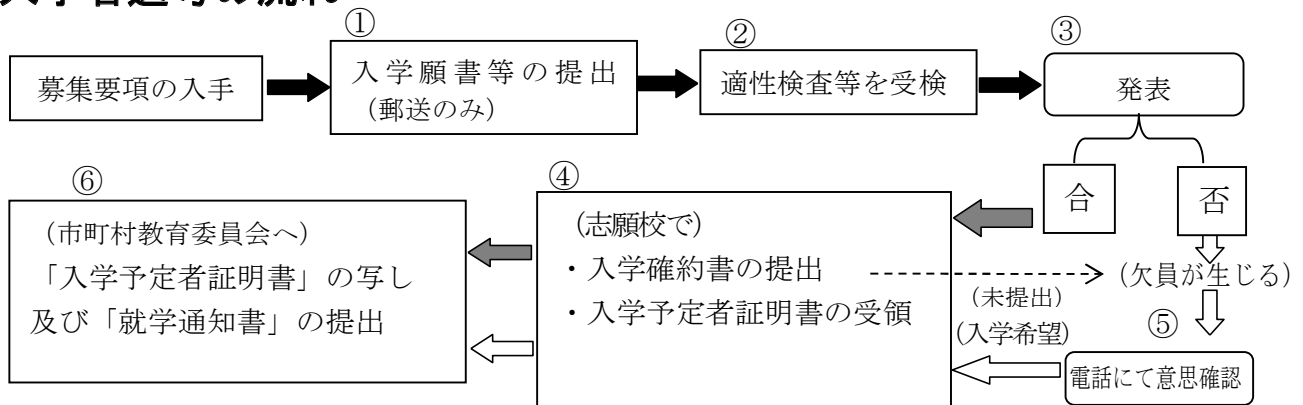 ①
②
③
募集要項の入手
入学願書等の提出
(郵送のみ)
適性検査等を受検
発表
合
否
④
(志願校で)
・入学確約書の提出
・入学予定者証明書の受領
(未提出)
(欠員が生じる)
⑤
(入学希望)
電話にて意思確認
⑥
(市町村教育委員会へ)
「入学予定者証明書」の写し
及び「就学通知書」の提出